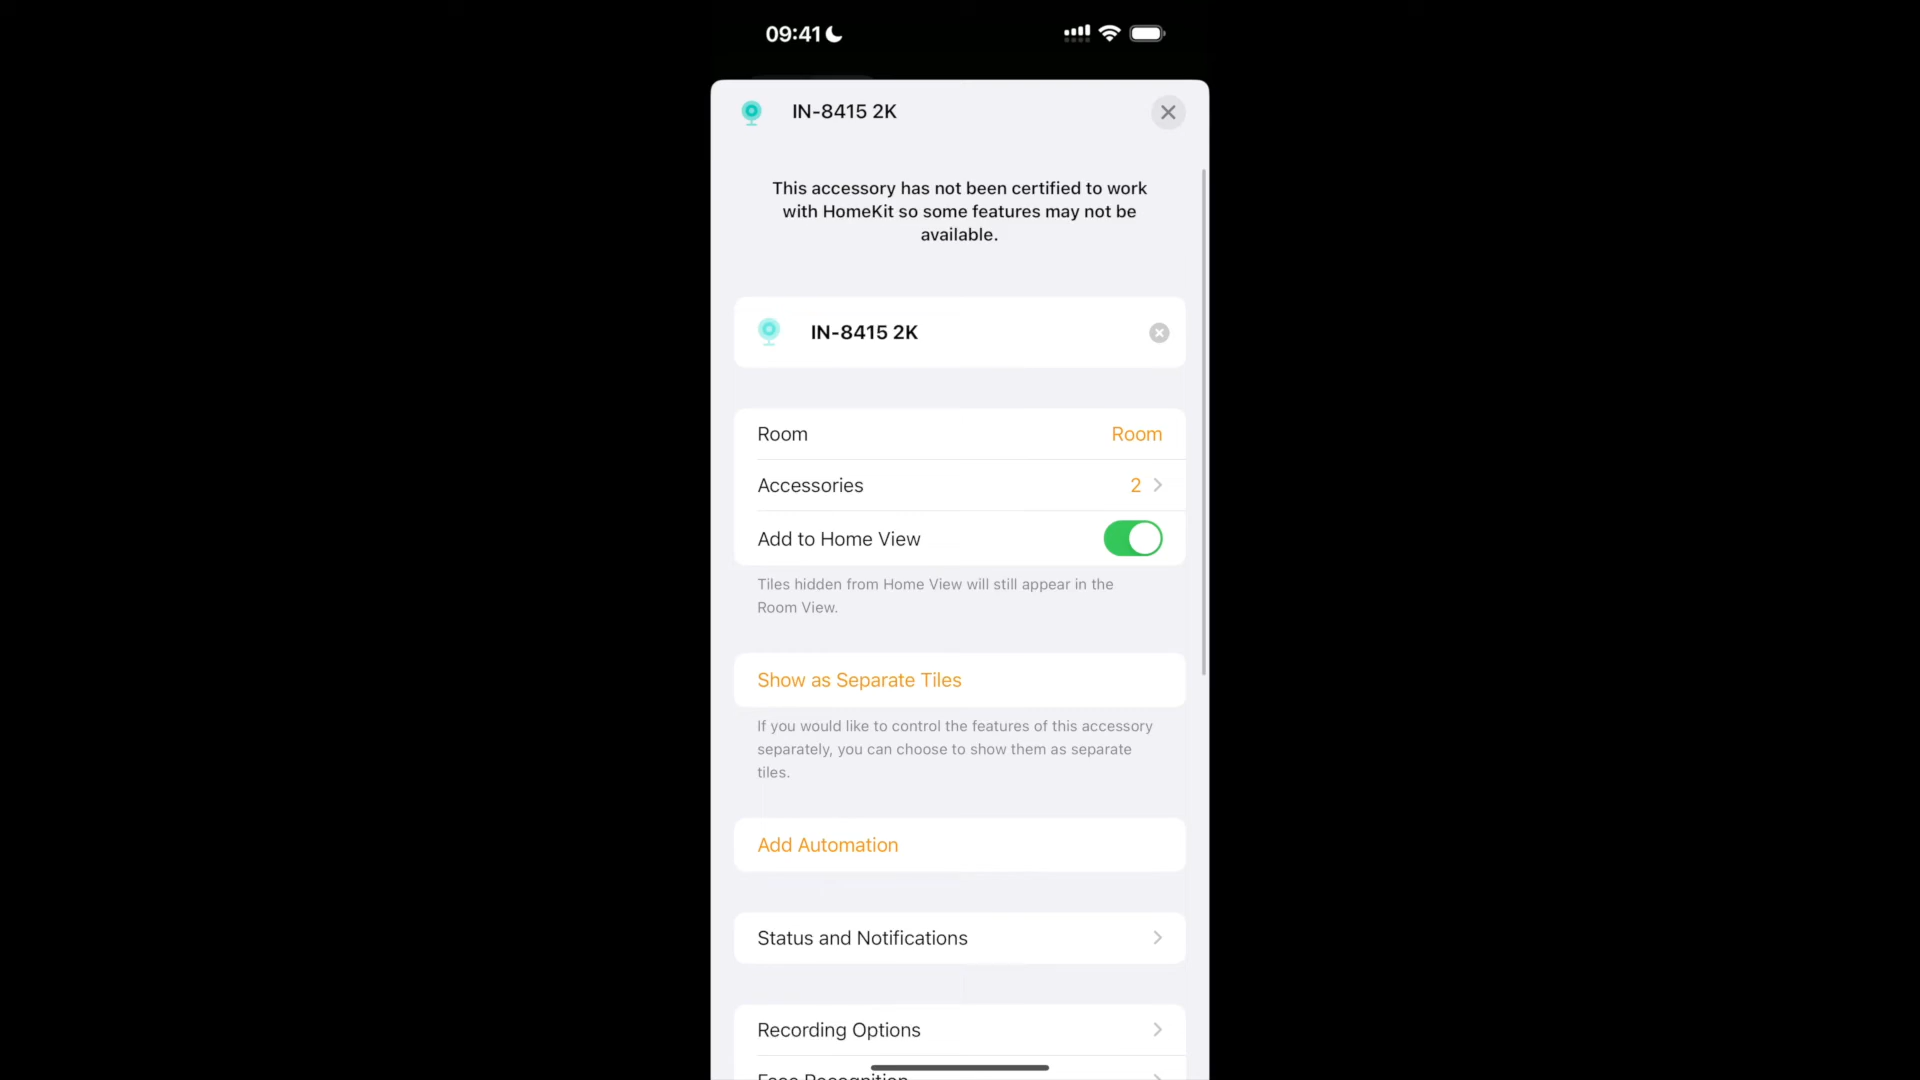 09:41
IN-8415 2K
This accessory has not been certified to work
with HomeKit so some features may not be
available.
IN-8415 2K
Room Room
Accessories 2
Add to Home View
Tiles hidden from Home View will still appear in the
Room View.
Show as Separate Tiles
If you would like to control the features of this accessory
separately, you can choose to show them as separate
tiles.
Add Automation
Status and Notifications
Recording Options
Face Recognition